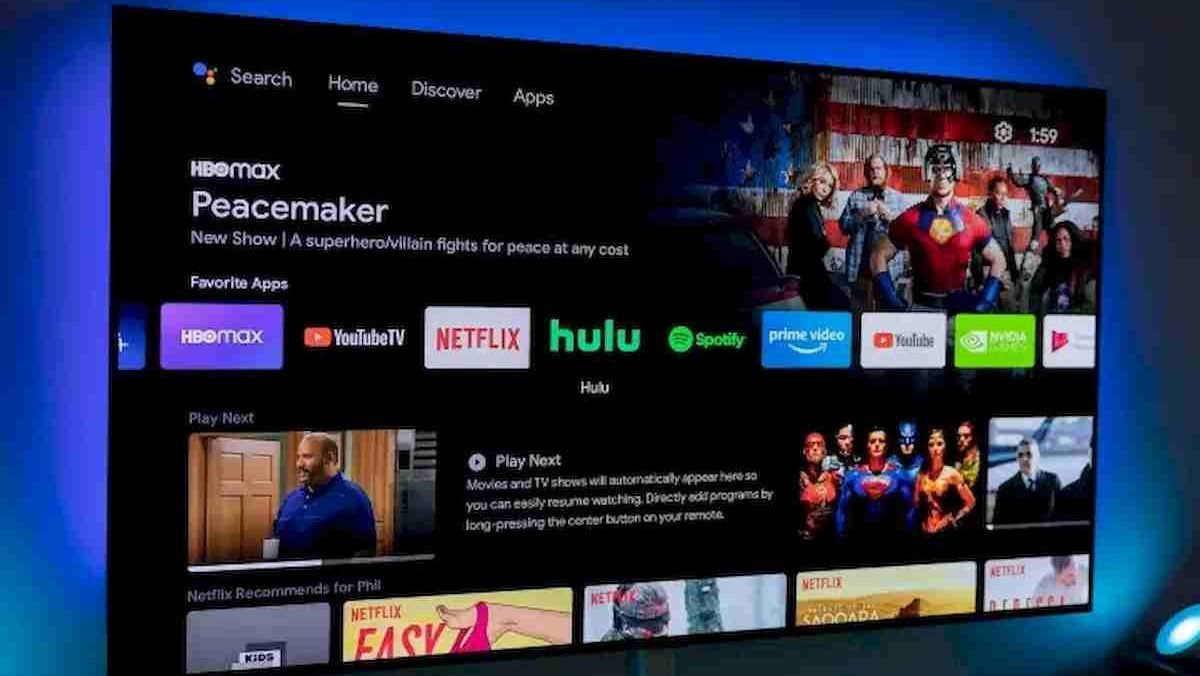 Search Home Discover Apps
1:59
HBOmax
Peacemaker
New Show | A superhero/villain fights for peace at any cost
Favorite Apps
HBOmax YouTubeTV NETFLIX hulu Spotify prime video YouTube NVIDIA GAMES
Hulu
Play Next
Play Next
Movies and TV shows will automatically appear here so
you can easily resume watching. Directly add programs by
long-pressing the center button on your remote.
Netflix Recommends for Phil
KIDS
NETFLIX
EASY
NETFLIX
NETFLIX
SAQQARA
NETFLIX